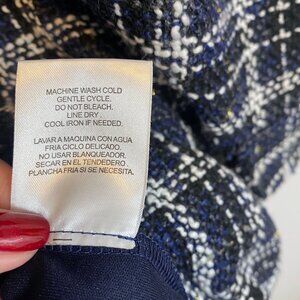 MACHINE WASH COLD
GENTLE CYCLE.
DO NOT BLEACH.
LINE DRY.
COOL IRON IF NEEDED.
LAVAR A MAQUINA CON AGUA
FRIA CICLO DELICADO.
NO USAR BLANQUEADOR.
SECAR EN EL TENDEDERO.
PLANCHA FRIA SI SE NECESITA.